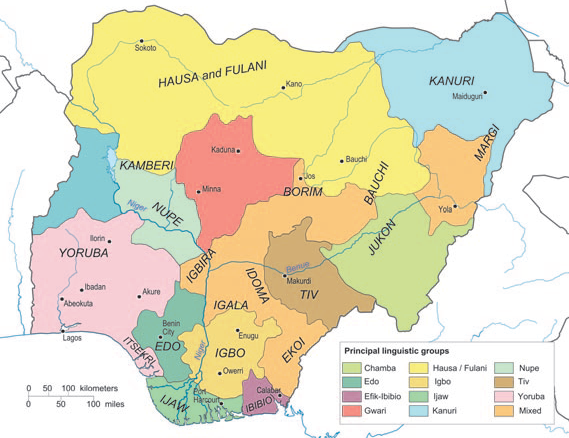 Sokoto
HAUSA and FULANI
Kano
KANURI
Maiduguri
MARGI
Kaduna
KAMBERI
Bauchi
Jos
BORIM
BAUCHI
Minna
Niger
NUPE
Yola
JUKON
YORUBA
Ilorin
IGBIRA
Benue
Makurdi
TIV
IDOMA
Ibadan
Akure
Abeokuta
IGALA
Lagos
Benin
City
EDO
ITSEKRI
Niger
Enugu
IGBO
EKOI
Owerri
Port
Harcourt
Calabar
IBIBIO
IJAW
0 50 100 kilometers
0 50 100 miles
Principal linguistic groups
Chamba
Edo
Efik-Ibibio
Gwari
Hausa / Fulani
Igbo
Ijaw
Kanuri
Nupe
Tiv
Yoruba
Mixed